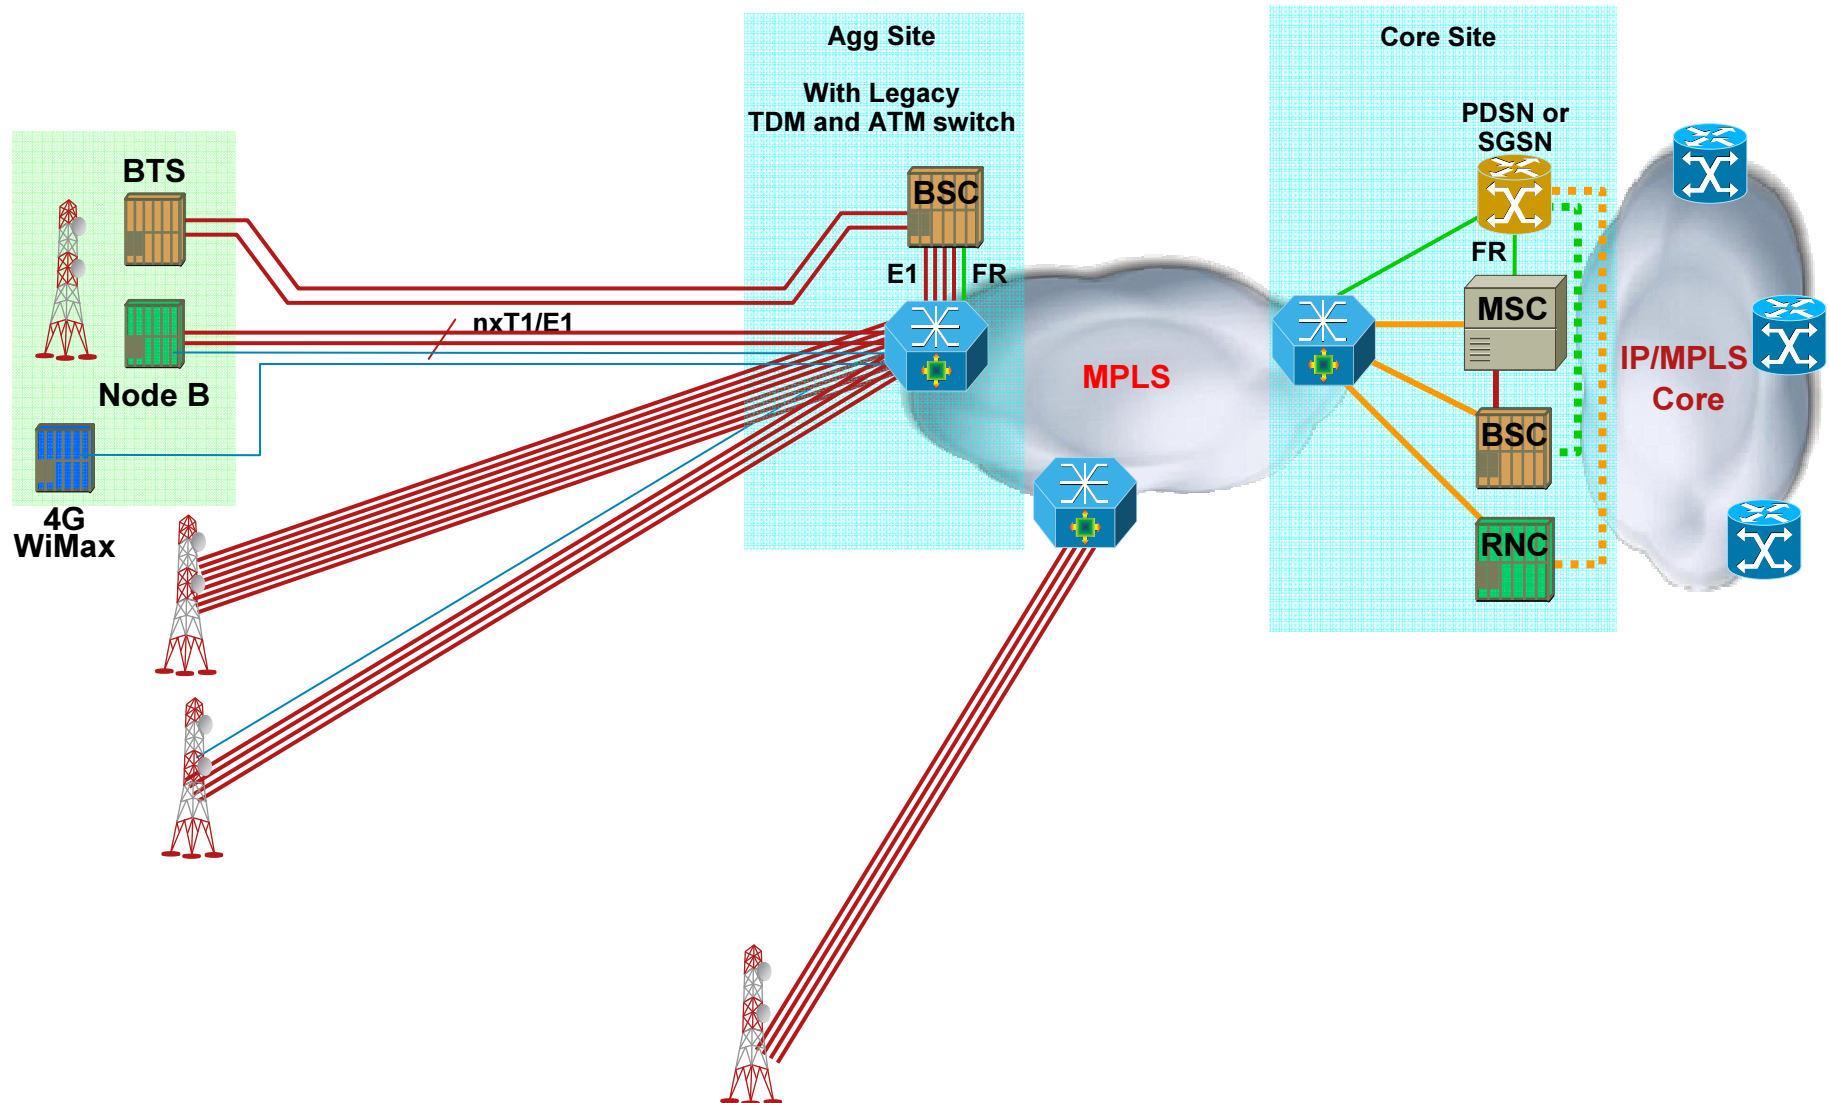 Agg Site
With Legacy
TDM and ATM switch
Core Site
PDSN or
SGSN
BTS
BSC
E1
FR
FR
MSC
nxT1/E1
Node B
MPLS
IP/MPLS
Core
BSC
4G
WiMax
RNC